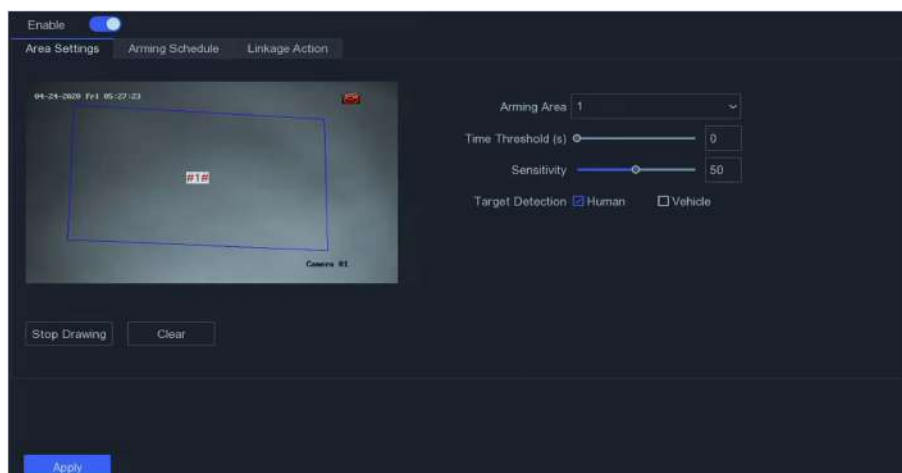 Enable
Area Settings Arming Schedule Linkage Action
04-24-2020 Fri 05:27:23
#1#
Camera 01
Arming Area 1
Time Threshold (s) 0
Sensitivity 50
Target Detection Human Vehicle
Stop Drawing Clear
Apply